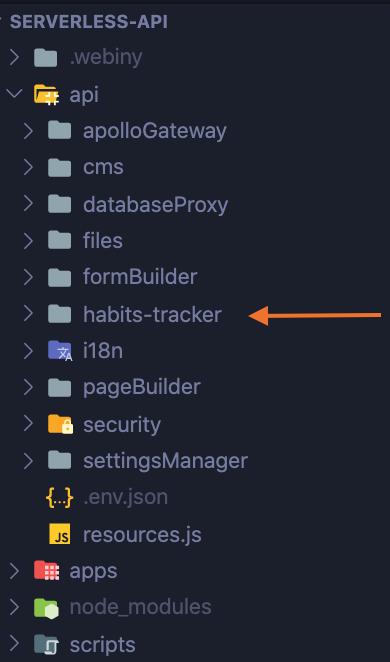 SERVERLESS-API
.webiny
api
apolloGateway
cms
databaseProxy
files
formBuilder
habits-tracker
i18n
pageBuilder
security
settingsManager
{...} .env.json
JS resources.js
apps
node_modules
scripts